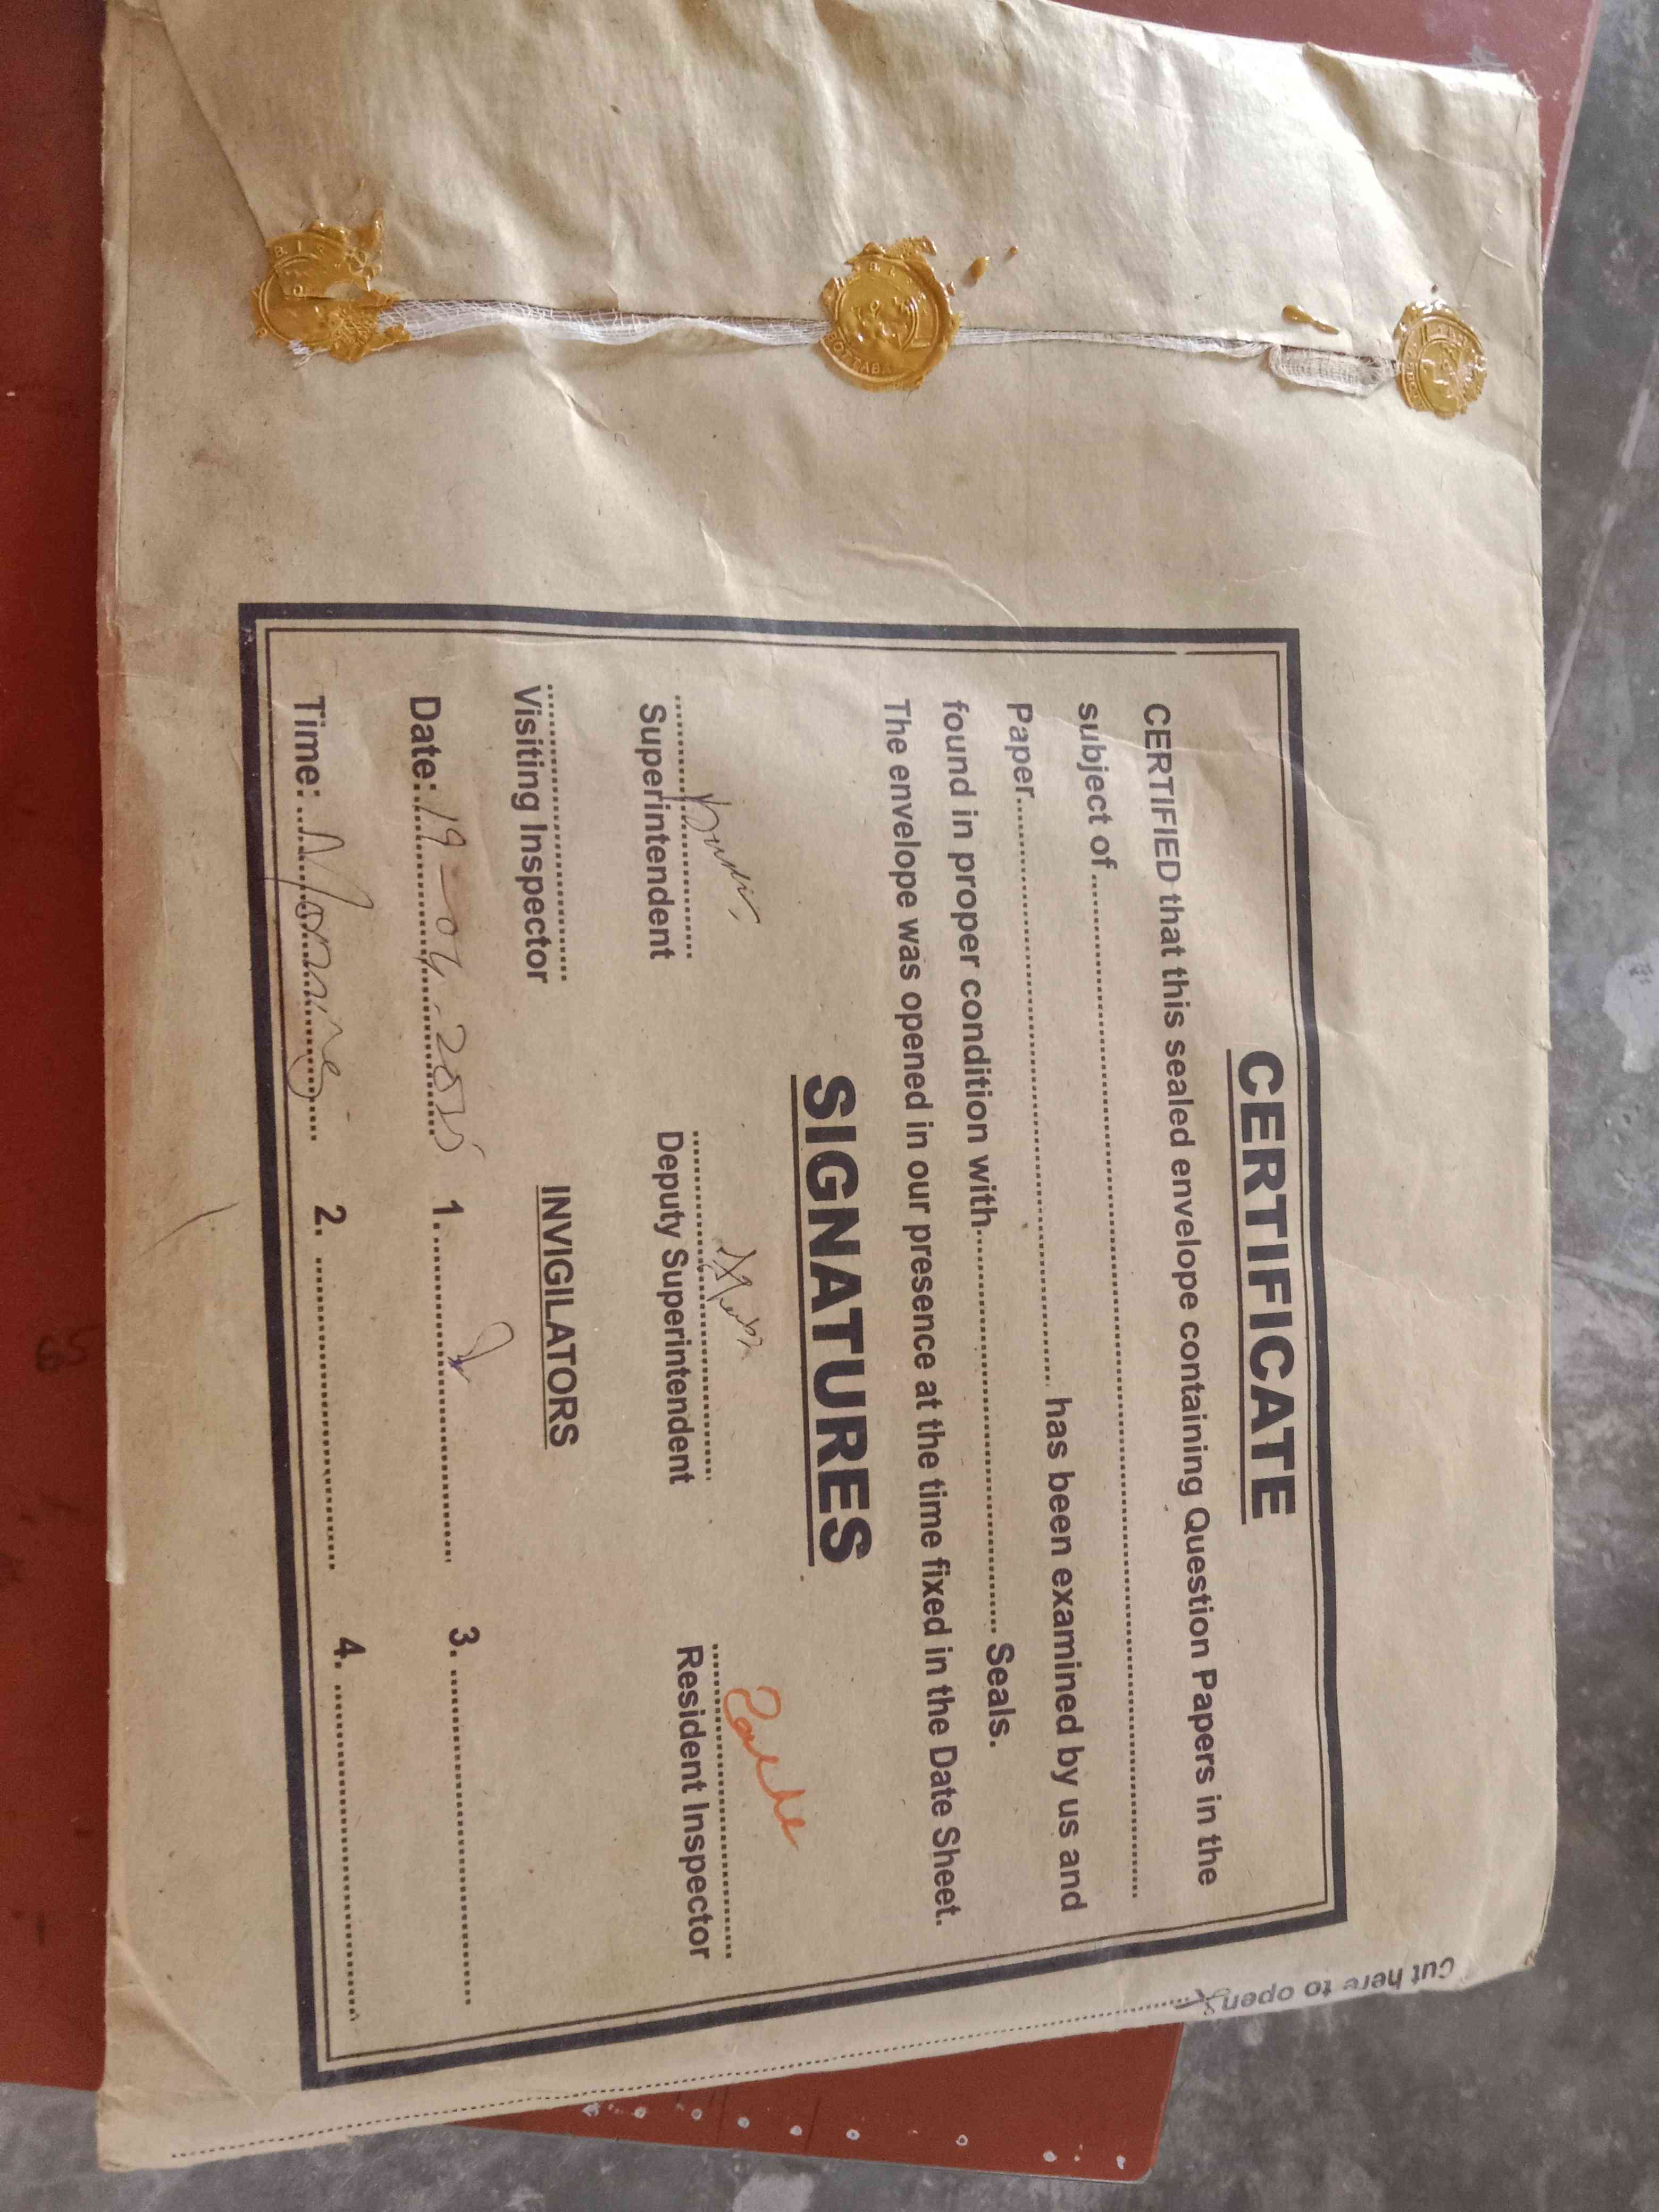 CERTIFICATE
CERTIFIED that this sealed envelope containing Question Papers in the
subject of
Paper has been examined by us and
found in proper condition with Seals.
The envelope was opened in our presence at the time fixed in the Date Sheet.
SIGNATURES
Superintendent Deputy Superintendent Resident Inspector
Visiting Inspector
INVIGILATORS
Date: 19-04-2025 1. 3.
Time: Morning 2. 4.
Cut here to open